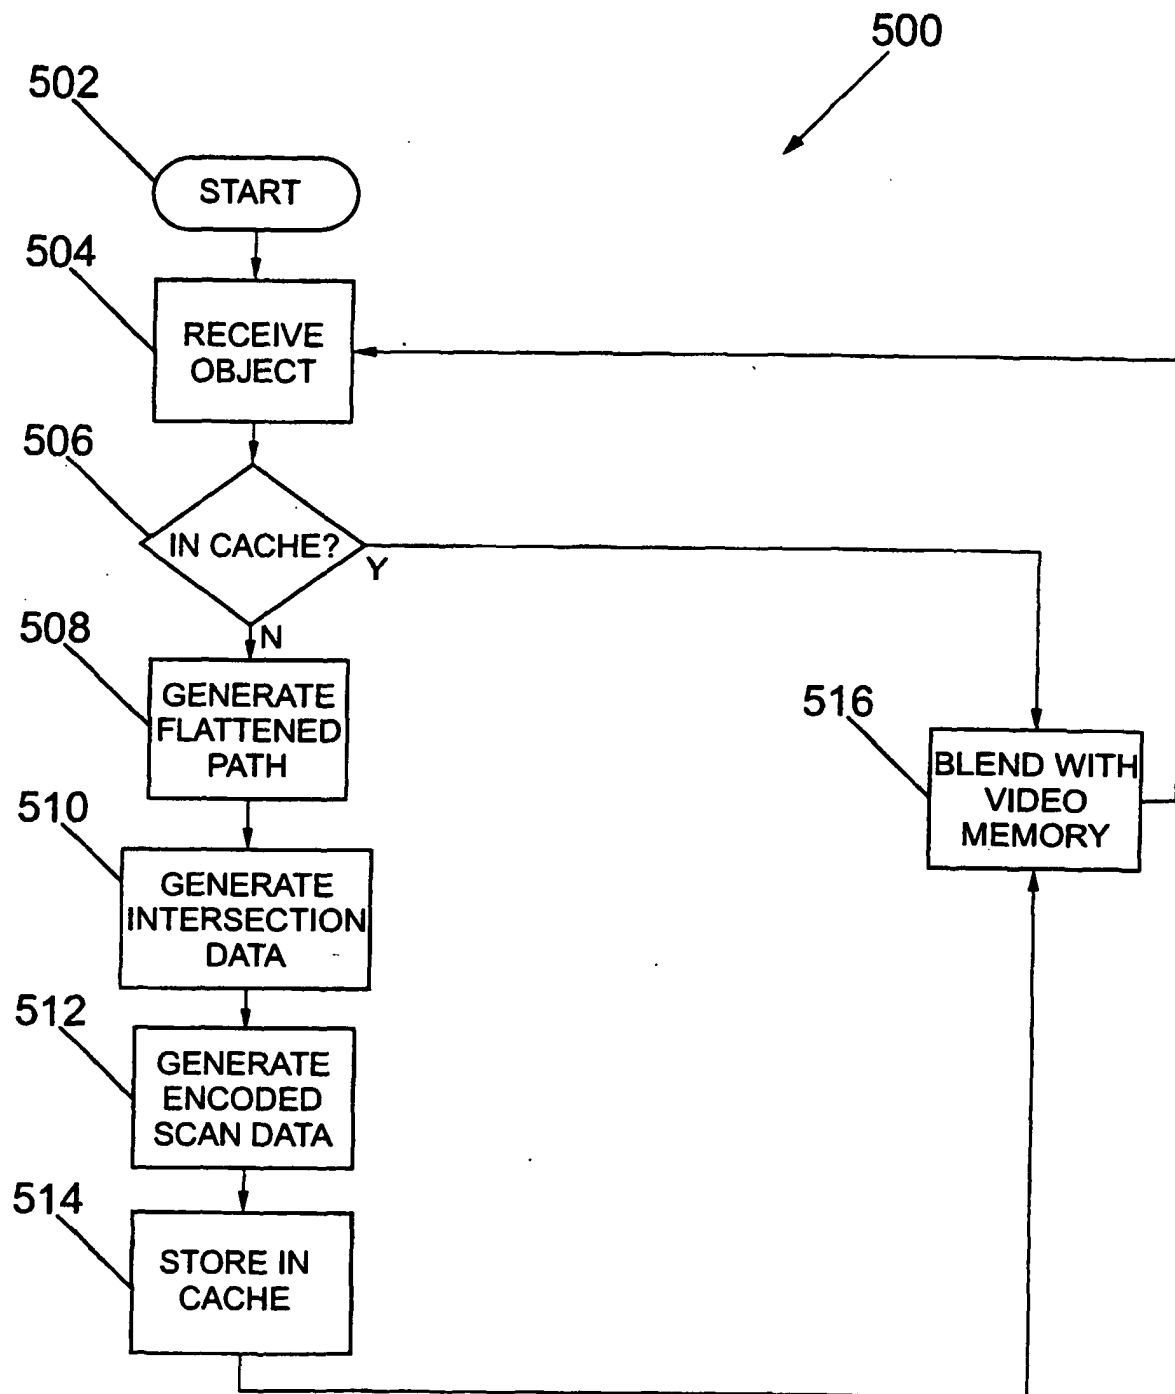 500
502
START
504
RECEIVE
OBJECT
506
IN CACHE?
Y
N
508
GENERATE
FLATTENED
PATH
516
BLEND WITH
VIDEO
MEMORY
510
GENERATE
INTERSECTION
DATA
512
GENERATE
ENCODED
SCAN DATA
514
STORE IN
CACHE